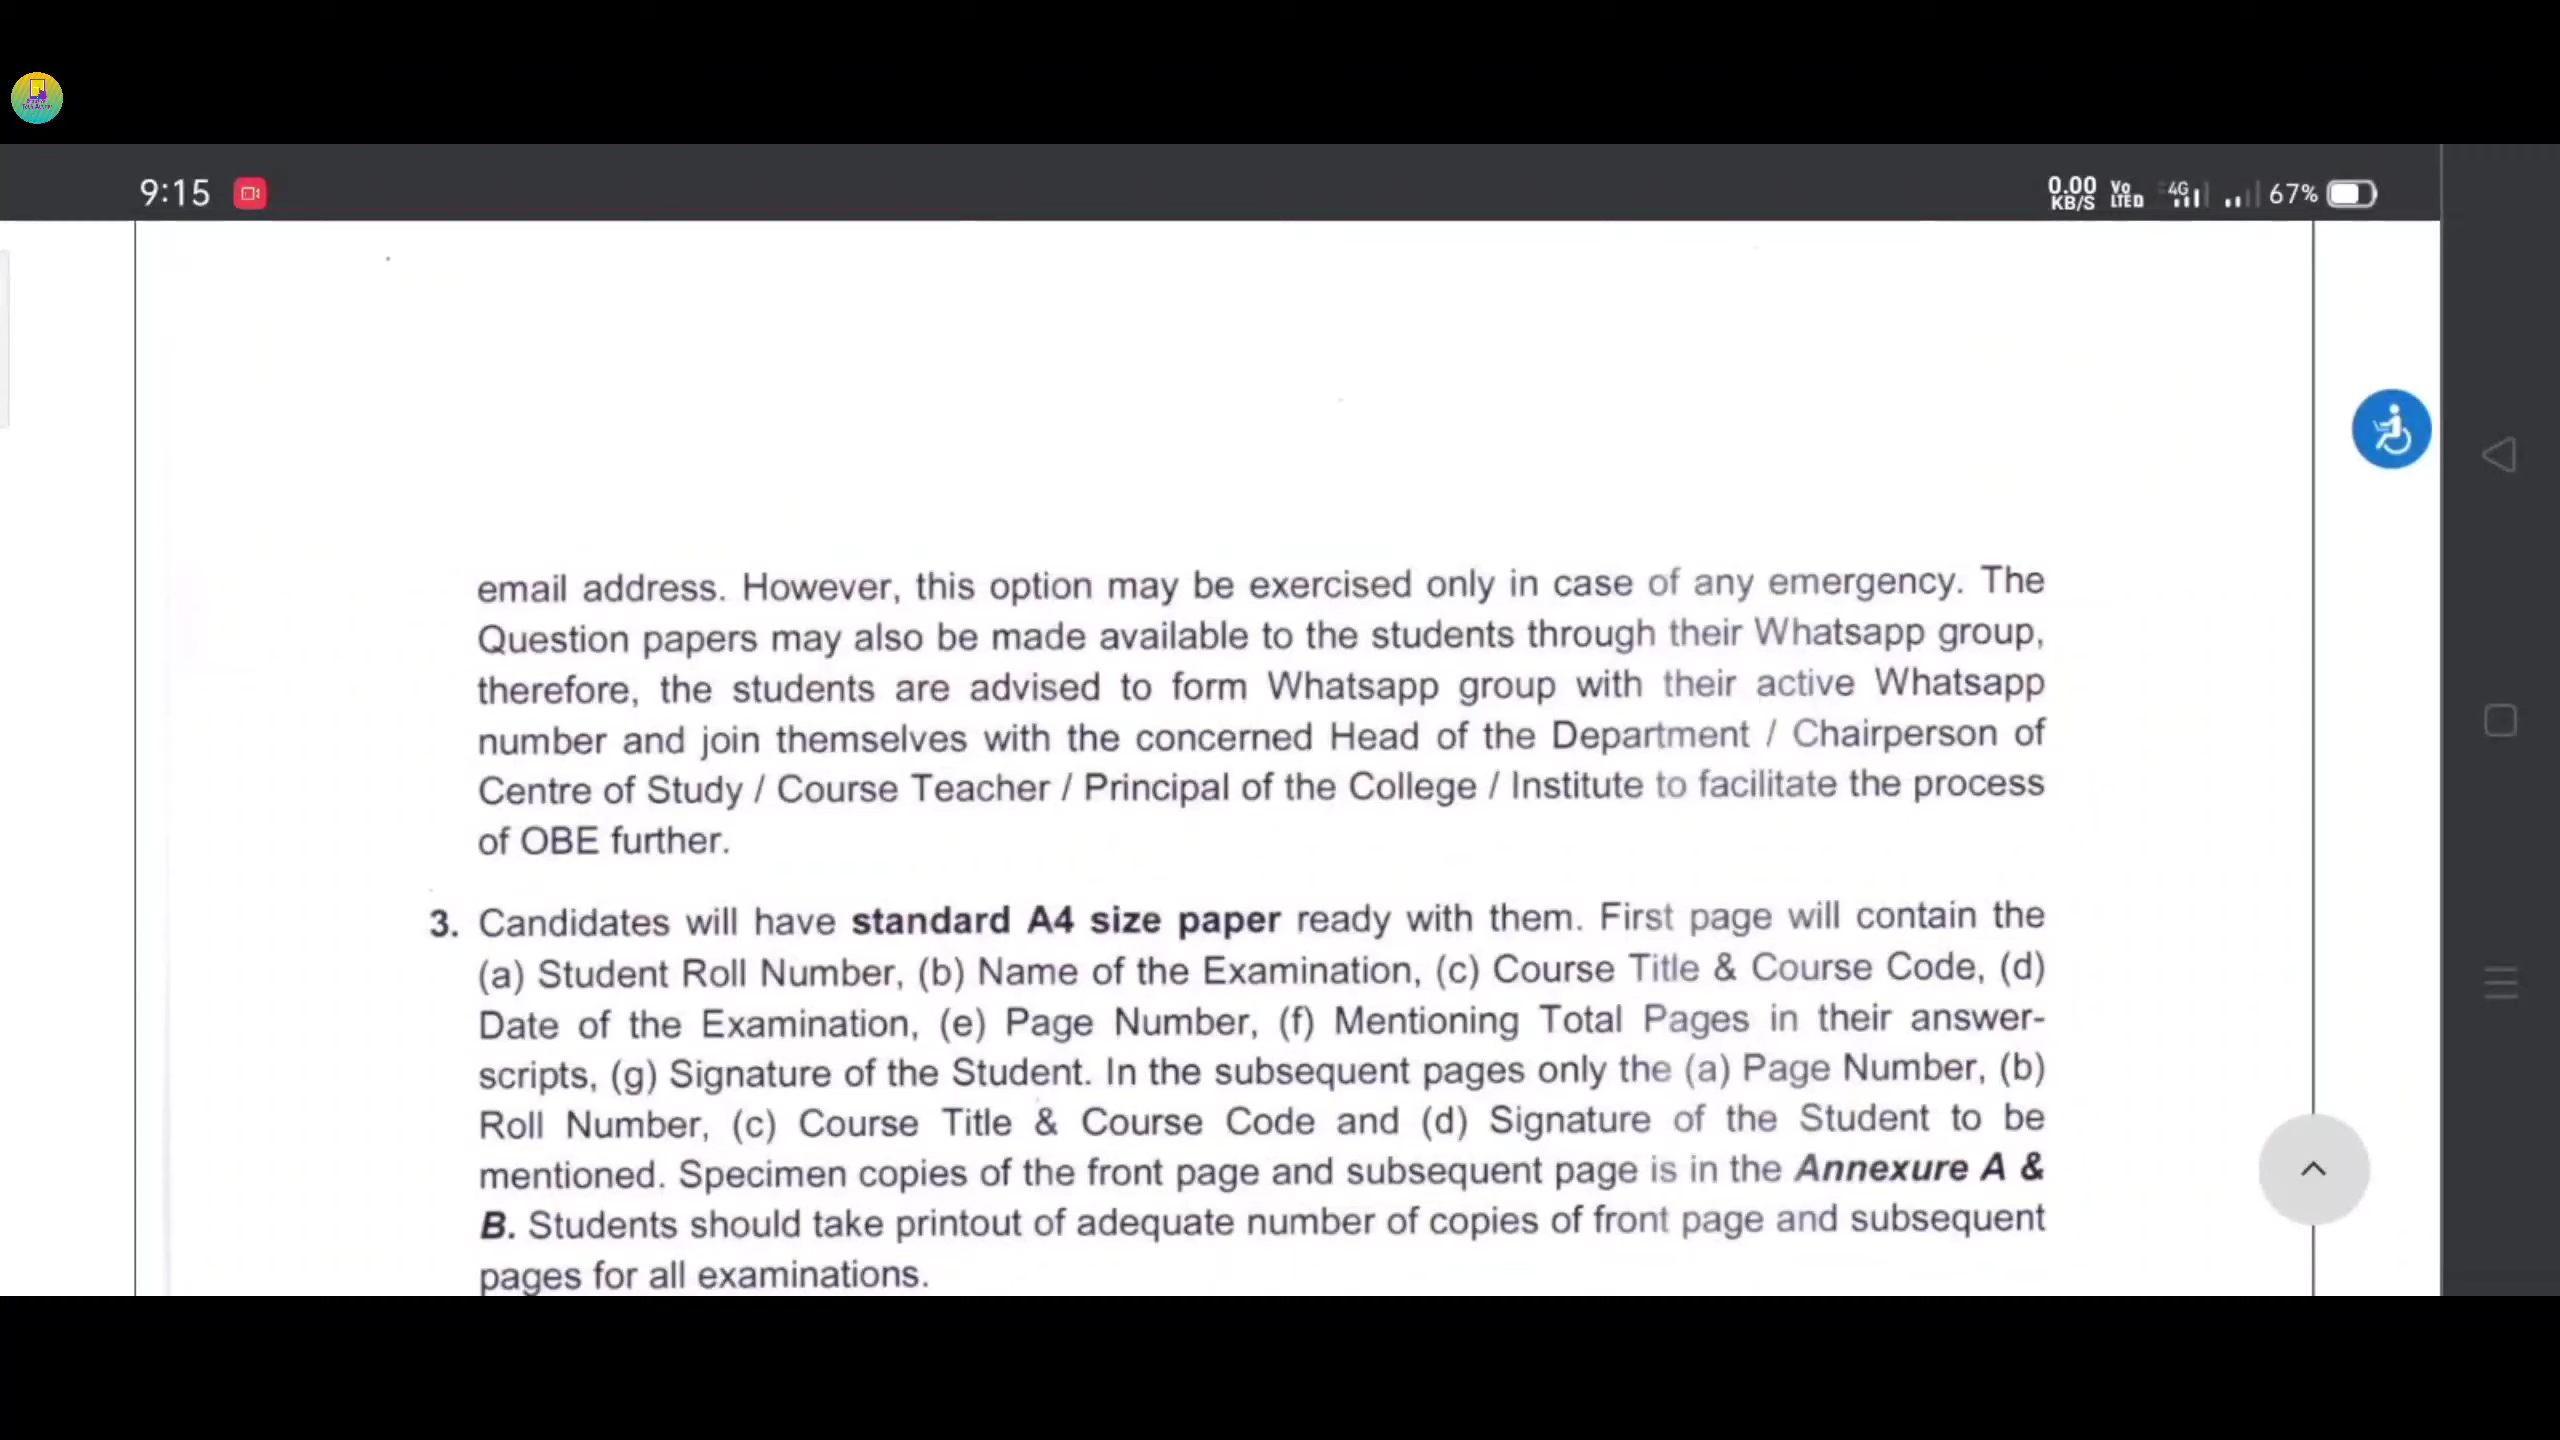 9:15
0.00 KB/S Vo LTE 4G 67%
email address. However, this option may be exercised only in case of any emergency. The
Question papers may also be made available to the students through their Whatsapp group,
therefore, the students are advised to form Whatsapp group with their active Whatsapp
number and join themselves with the concerned Head of the Department / Chairperson of
Centre of Study / Course Teacher / Principal of the College / Institute to facilitate the process
of OBE further.
3. Candidates will have standard A4 size paper ready with them. First page will contain the
(a) Student Roll Number, (b) Name of the Examination, (c) Course Title & Course Code, (d)
Date of the Examination, (e) Page Number, (f) Mentioning Total Pages in their answer-
scripts, (g) Signature of the Student. In the subsequent pages only the (a) Page Number, (b)
Roll Number, (c) Course Title & Course Code and (d) Signature of the Student to be
mentioned. Specimen copies of the front page and subsequent page is in the Annexure A &
B. Students should take printout of adequate number of copies of front page and subsequent
pages for all examinations.